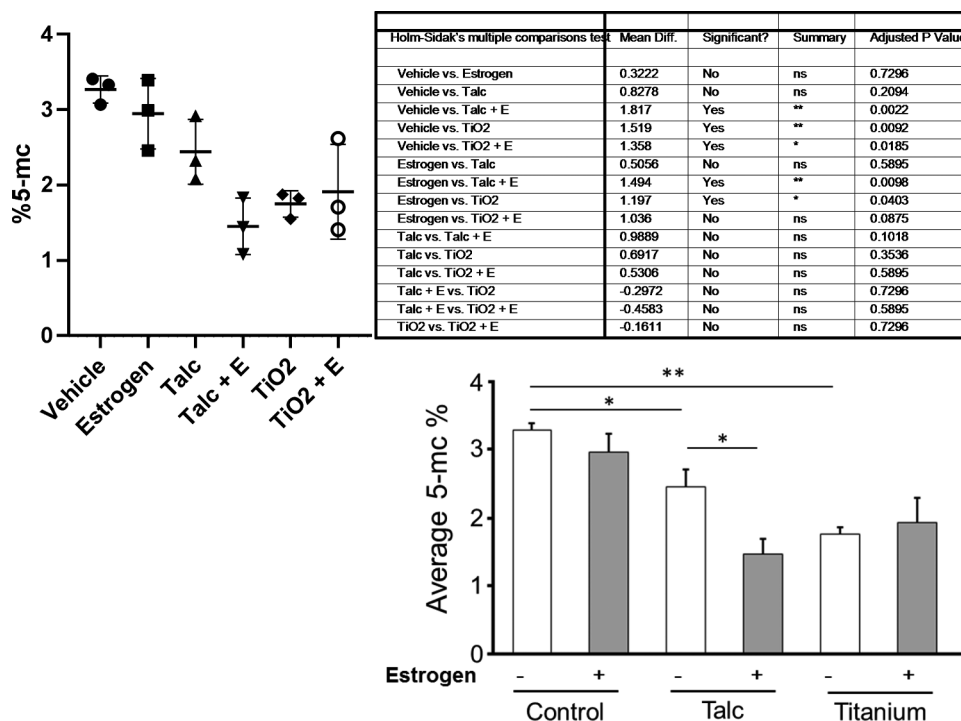 4
3
2
1
0
%5-mc
Vehicle
Estrogen
Talc
Talc + E
TiO2
TiO2 + E
Holm-Sidak's multiple comparisons test Mean Diff. Significant? Summary Adjusted P Value
Vehicle vs. Estrogen 0.3222 No ns 0.7296
Vehicle vs. Talc 0.8278 No ns 0.2094
Vehicle vs. Talc + E 1.817 Yes ** 0.0022
Vehicle vs. TiO2 1.519 Yes ** 0.0092
Vehicle vs. TiO2 + E 1.358 Yes * 0.0185
Estrogen vs. Talc 0.5056 No ns 0.5895
Estrogen vs. Talc + E 1.494 Yes ** 0.0098
Estrogen vs. TiO2 1.197 Yes * 0.0403
Estrogen vs. TiO2 + E 1.036 No ns 0.0875
Talc vs. Talc + E 0.9889 No ns 0.1018
Talc vs. TiO2 0.6917 No ns 0.3536
Talc vs. TiO2 + E 0.5306 No ns 0.5895
Talc + E vs. TiO2 -0.2972 No ns 0.7296
Talc + E vs. TiO2 + E -0.4583 No ns 0.5895
TiO2 vs. TiO2 + E -0.1611 No ns 0.7296
4
3
2
1
0
Average 5-mc %
**
*
*
Estrogen - + - + - +
Control Talc Titanium